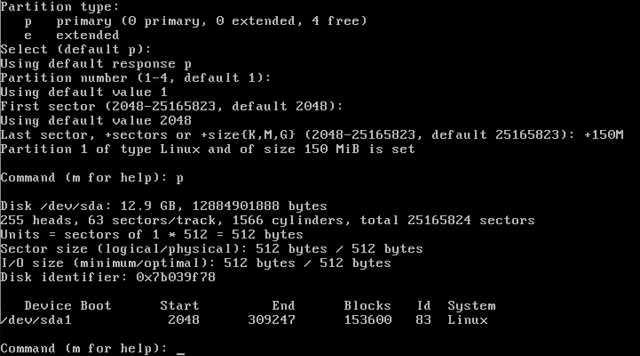 Partition type:
p primary (0 primary, 0 extended, 4 free)
e extended
Select (default p):
Using default response p
Partition number (1-4, default 1):
Using default value 1
First sector (2048-25165823, default 2048):
Using default value 2048
Last sector, +sectors or +size{K,M,G} (2048-25165823, default 25165823): +150M
Partition 1 of type Linux and of size 150 MiB is set
Command (m for help): p
Disk /dev/sda: 12.9 GB, 12884901888 bytes
255 heads, 63 sectors/track, 1566 cylinders, total 25165824 sectors
Units = sectors of 1 * 512 = 512 bytes
Sector size (logical/physical): 512 bytes / 512 bytes
I/O size (minimum/optimal): 512 bytes / 512 bytes
Disk identifier: 0x7b039f78
Device Boot Start End Blocks Id System
/dev/sda1 2048 309247 153600 83 Linux
Command (m for help): _